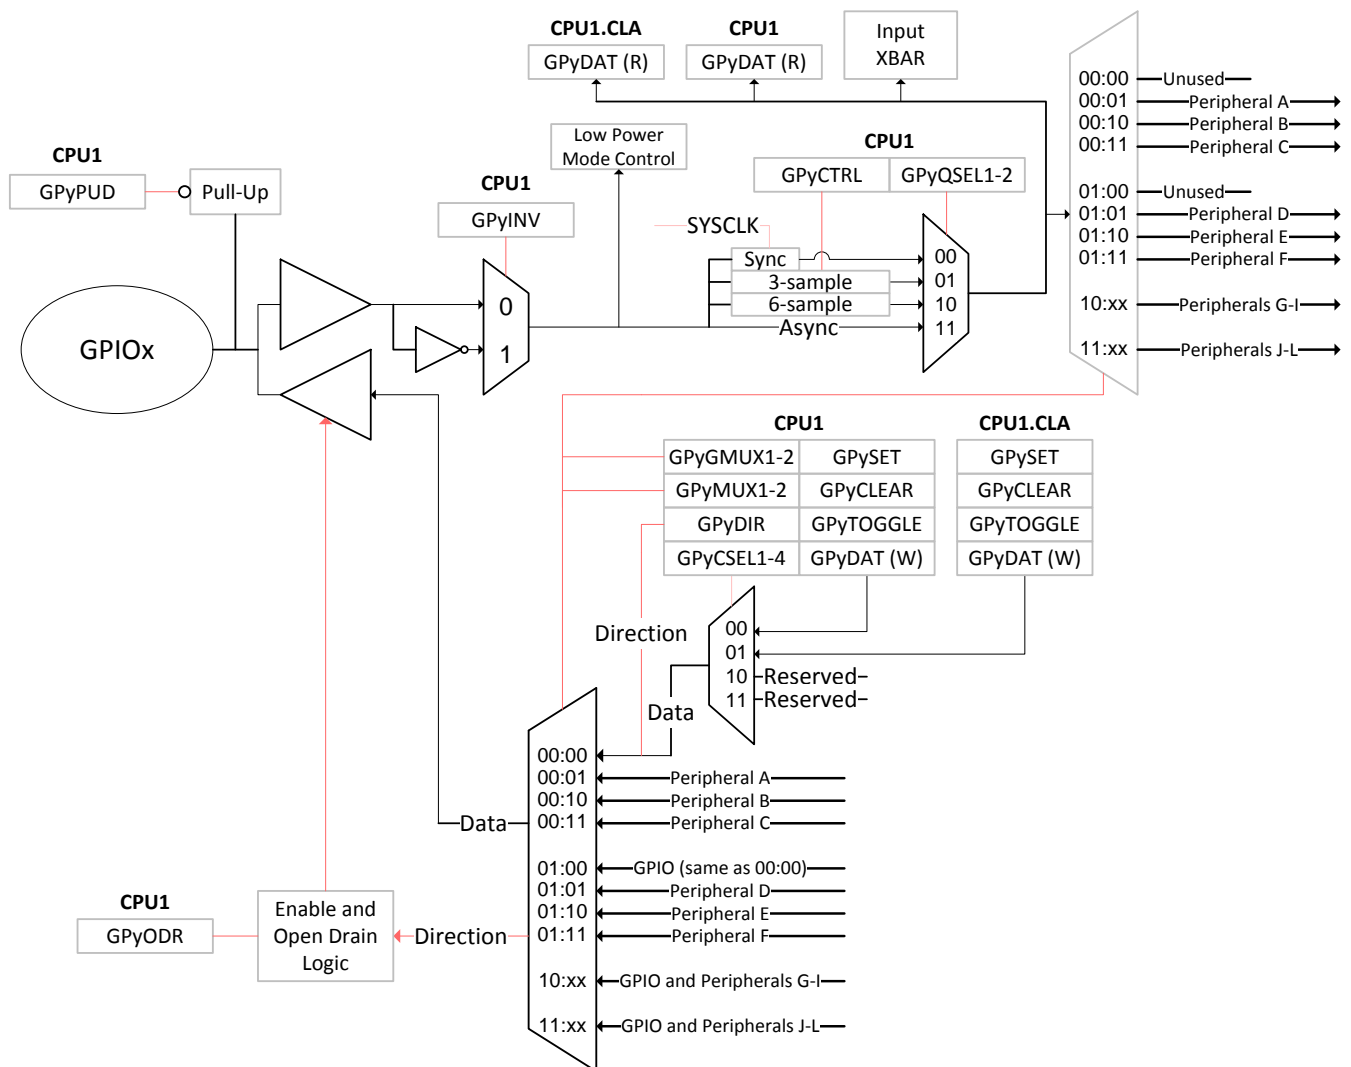 CPU1.CLA
GPyDAT (R)
CPU1
GPyDAT (R)
Input
XBAR
00:00
Unused
00:01
Peripheral A
00:10
Peripheral B
00:11
Peripheral C
01:00
Unused
01:01
Peripheral D
01:10
Peripheral E
01:11
Peripheral F
10:xx
Peripherals G-I
11:xx
Peripherals J-L
Low Power
Mode Control
CPU1
GPyPUD
Pull-Up
CPU1
GPyINV
CPU1
GPyCTRL
GPyQSEL1-2
SYSCLK
Sync
3-sample
6-sample
Async
00
01
10
11
0
1
GPIOx
CPU1
GPyGMUX1-2
GPySET
GPyMUX1-2
GPyCLEAR
GPyDIR
GPyTOGGLE
GPyCSEL1-4
GPyDAT (W)
CPU1.CLA
GPySET
GPyCLEAR
GPyTOGGLE
GPyDAT (W)
Direction
00
01
10
Reserved
11
Reserved
Data
00:00
00:01
Peripheral A
00:10
Peripheral B
00:11
Peripheral C
Data
01:00
GPIO (same as 00:00)
01:01
Peripheral D
01:10
Peripheral E
01:11
Peripheral F
10:xx
GPIO and Peripherals G-I
11:xx
GPIO and Peripherals J-L
CPU1
GPyODR
Enable and
Open Drain
Logic
Direction